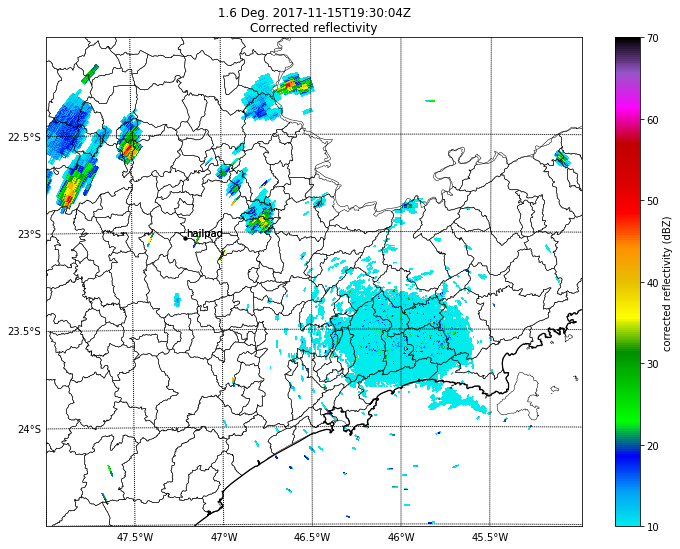 1.6 Deg. 2017-11-15T19:30:04Z
Corrected reflectivity
22.5°S
23°S
23.5°S
24°S
hailpad
47.5°W
47°W
46.5°W
46°W
45.5°W
70
60
50
40
30
20
10
corrected reflectivity (dBZ)